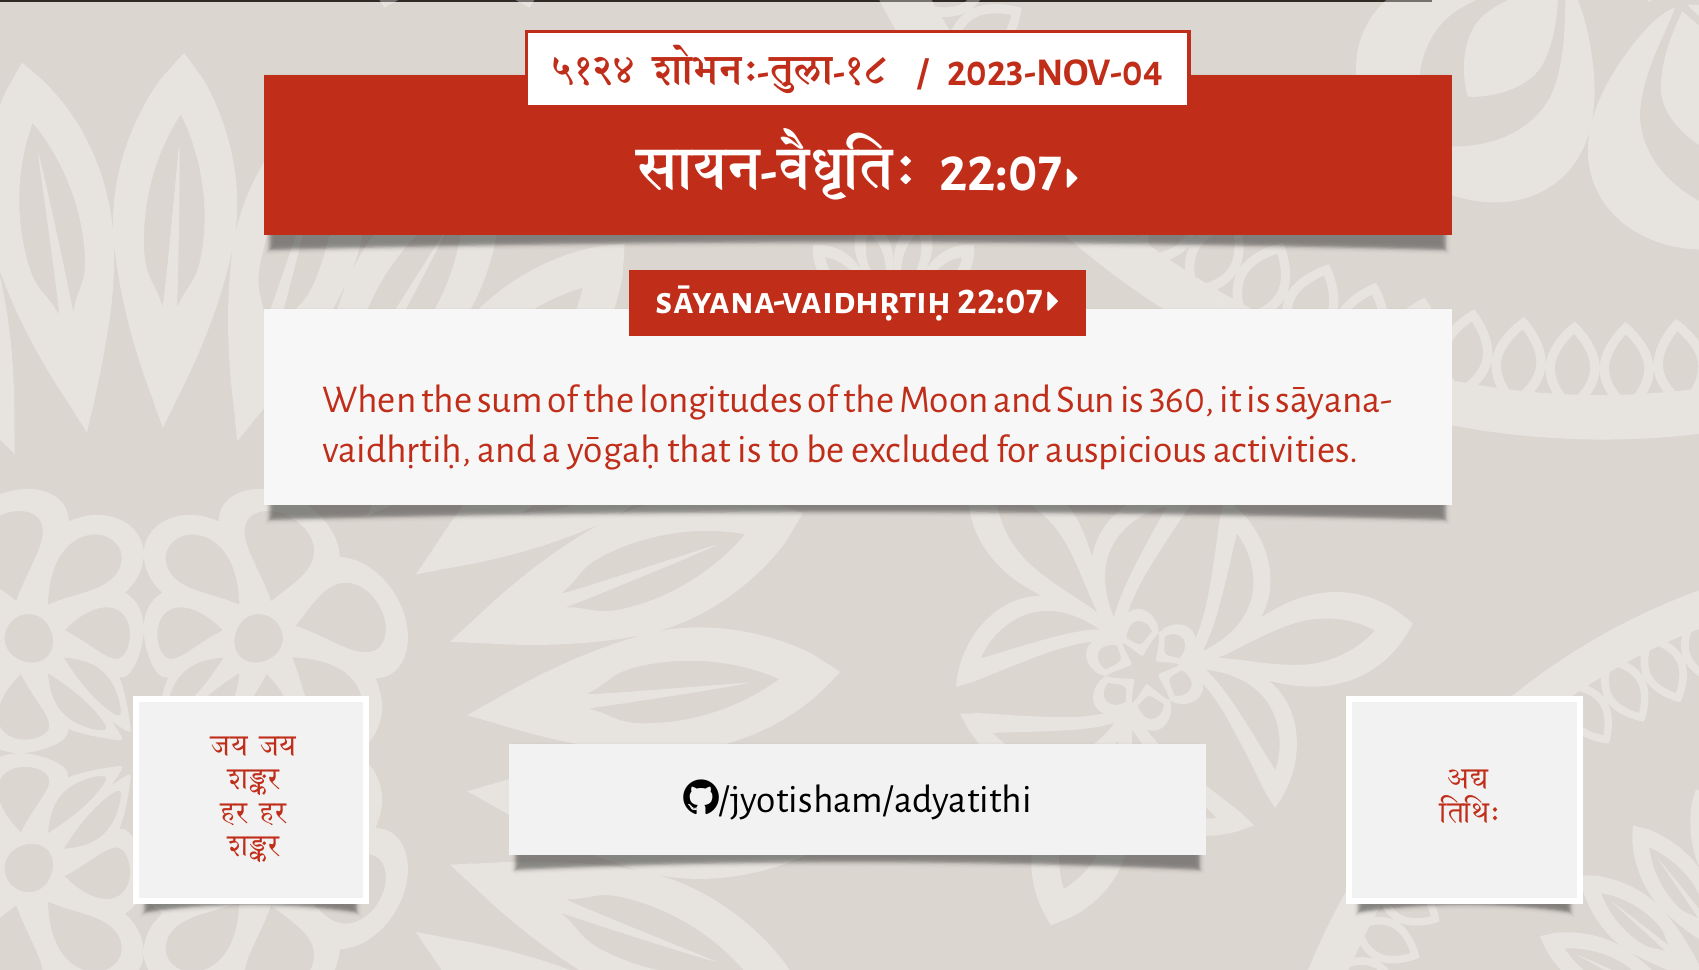 ५१२४ शोभनः-तुला-१८ / 2023-NOV-04
सायन-वैधृतिः 22:07▸
SĀYANA-VAIDHṚTIḤ 22:07▸
When the sum of the longitudes of the Moon and Sun is 360, it is sāyana-
vaidhṛtiḥ, and a yōgaḥ that is to be excluded for auspicious activities.
जय जय
शङ्कर
हर हर
शङ्कर
/jyotisham/adyatithi
अद्य
तिथिः